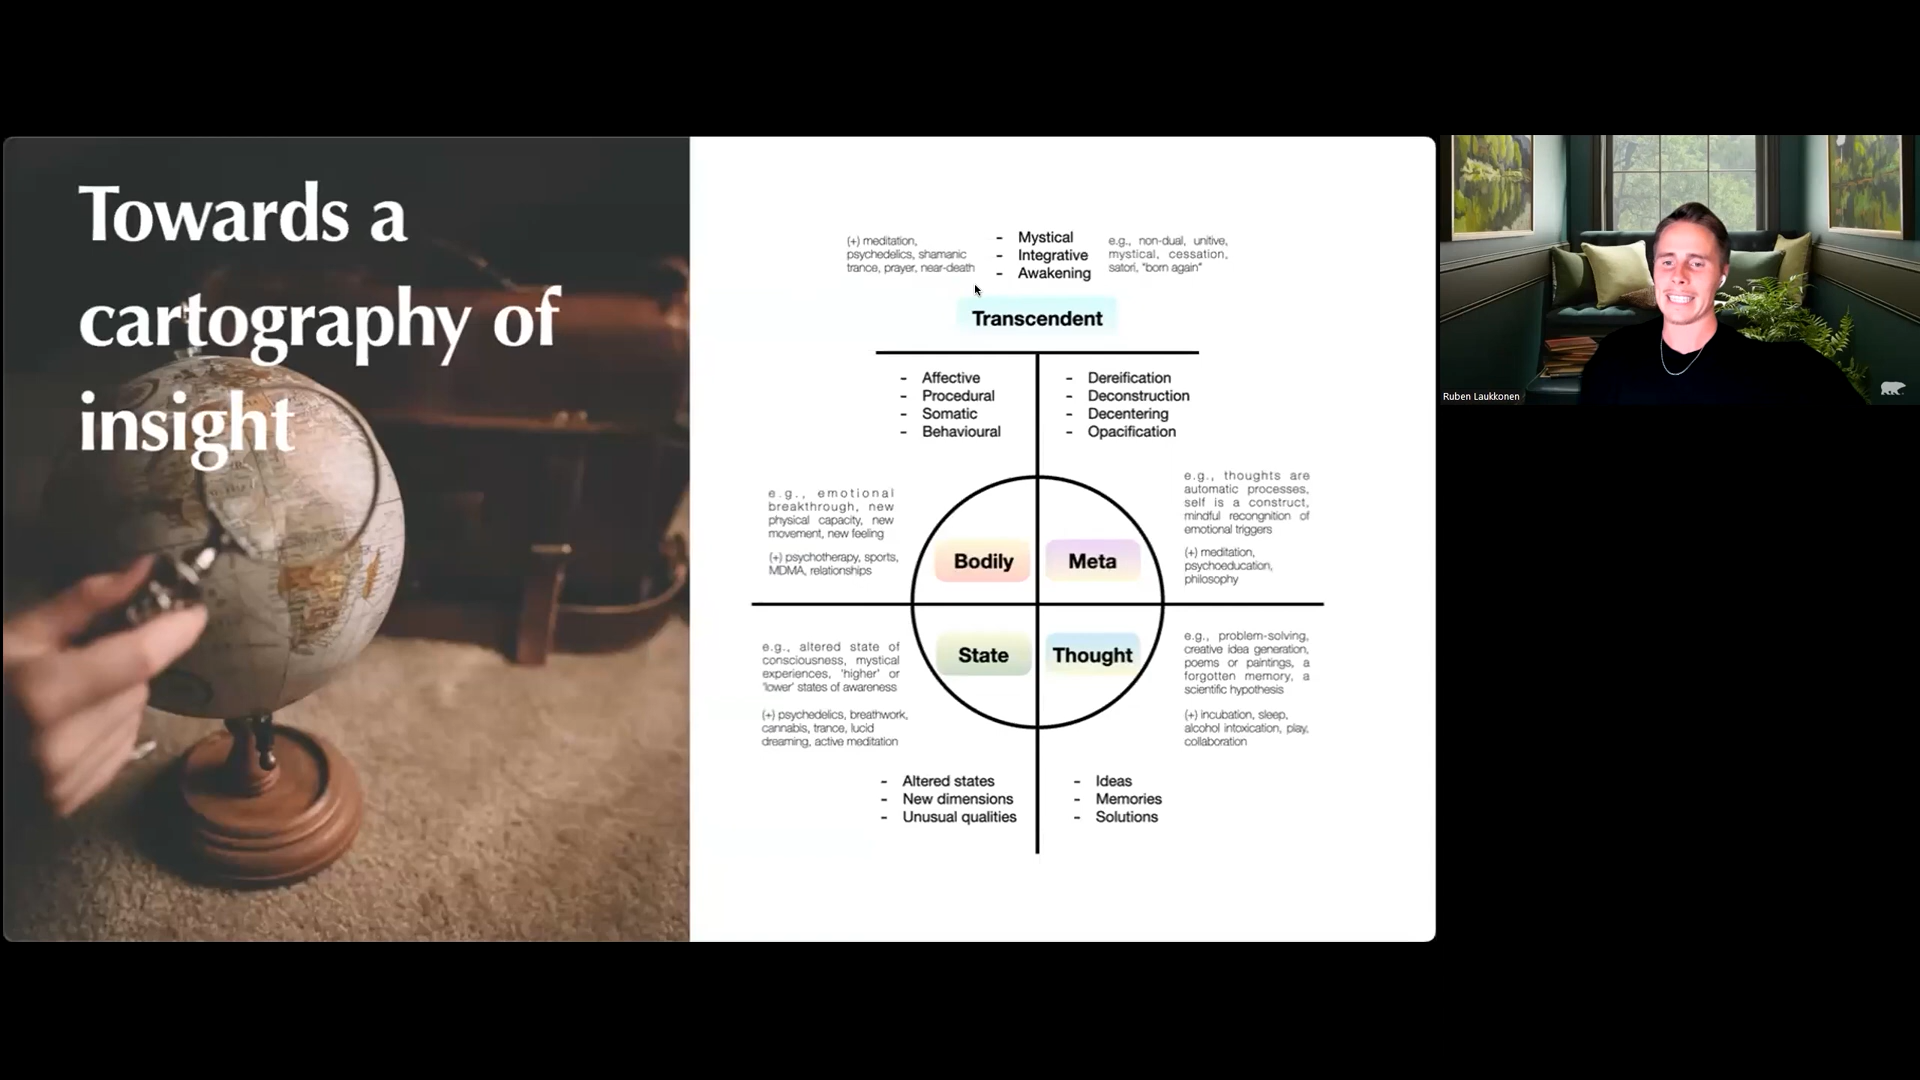 Towards a
cartography of
insight
(+) meditation,
psychedelics, shamanic
trance, prayer, near-death
- Mystical
- Integrative
- Awakening
e.g., non-dual, unitive,
mystical, cessation,
satori, "born again"
Transcendent
- Affective
- Procedural
- Somatic
- Behavioural
- Dereification
- Deconstruction
- Decentering
- Opacification
e.g., emotional
breakthrough, new
physical capacity, new
movement, new feeling
(+) psychotherapy, sports,
MDMA, relationships
Bodily
Meta
e.g., thoughts are
automatic processes,
self is a construct,
mindful recongnition of
emotional triggers
(+) meditation,
psychoeducation,
philosophy
e.g., altered state of
consciousness, mystical
experiences, 'higher' or
'lower' states of awareness
(+) psychedelics, breathwork,
cannabis, trance, lucid
dreaming, active meditation
State
Thought
e.g., problem-solving,
creative idea generation,
poems or paintings, a
forgotten memory, a
scientific hypothesis
(+) incubation, sleep,
alcohol intoxication, play,
collaboration
- Altered states
- New dimensions
- Unusual qualities
- Ideas
- Memories
- Solutions
Ruben Laukkonen